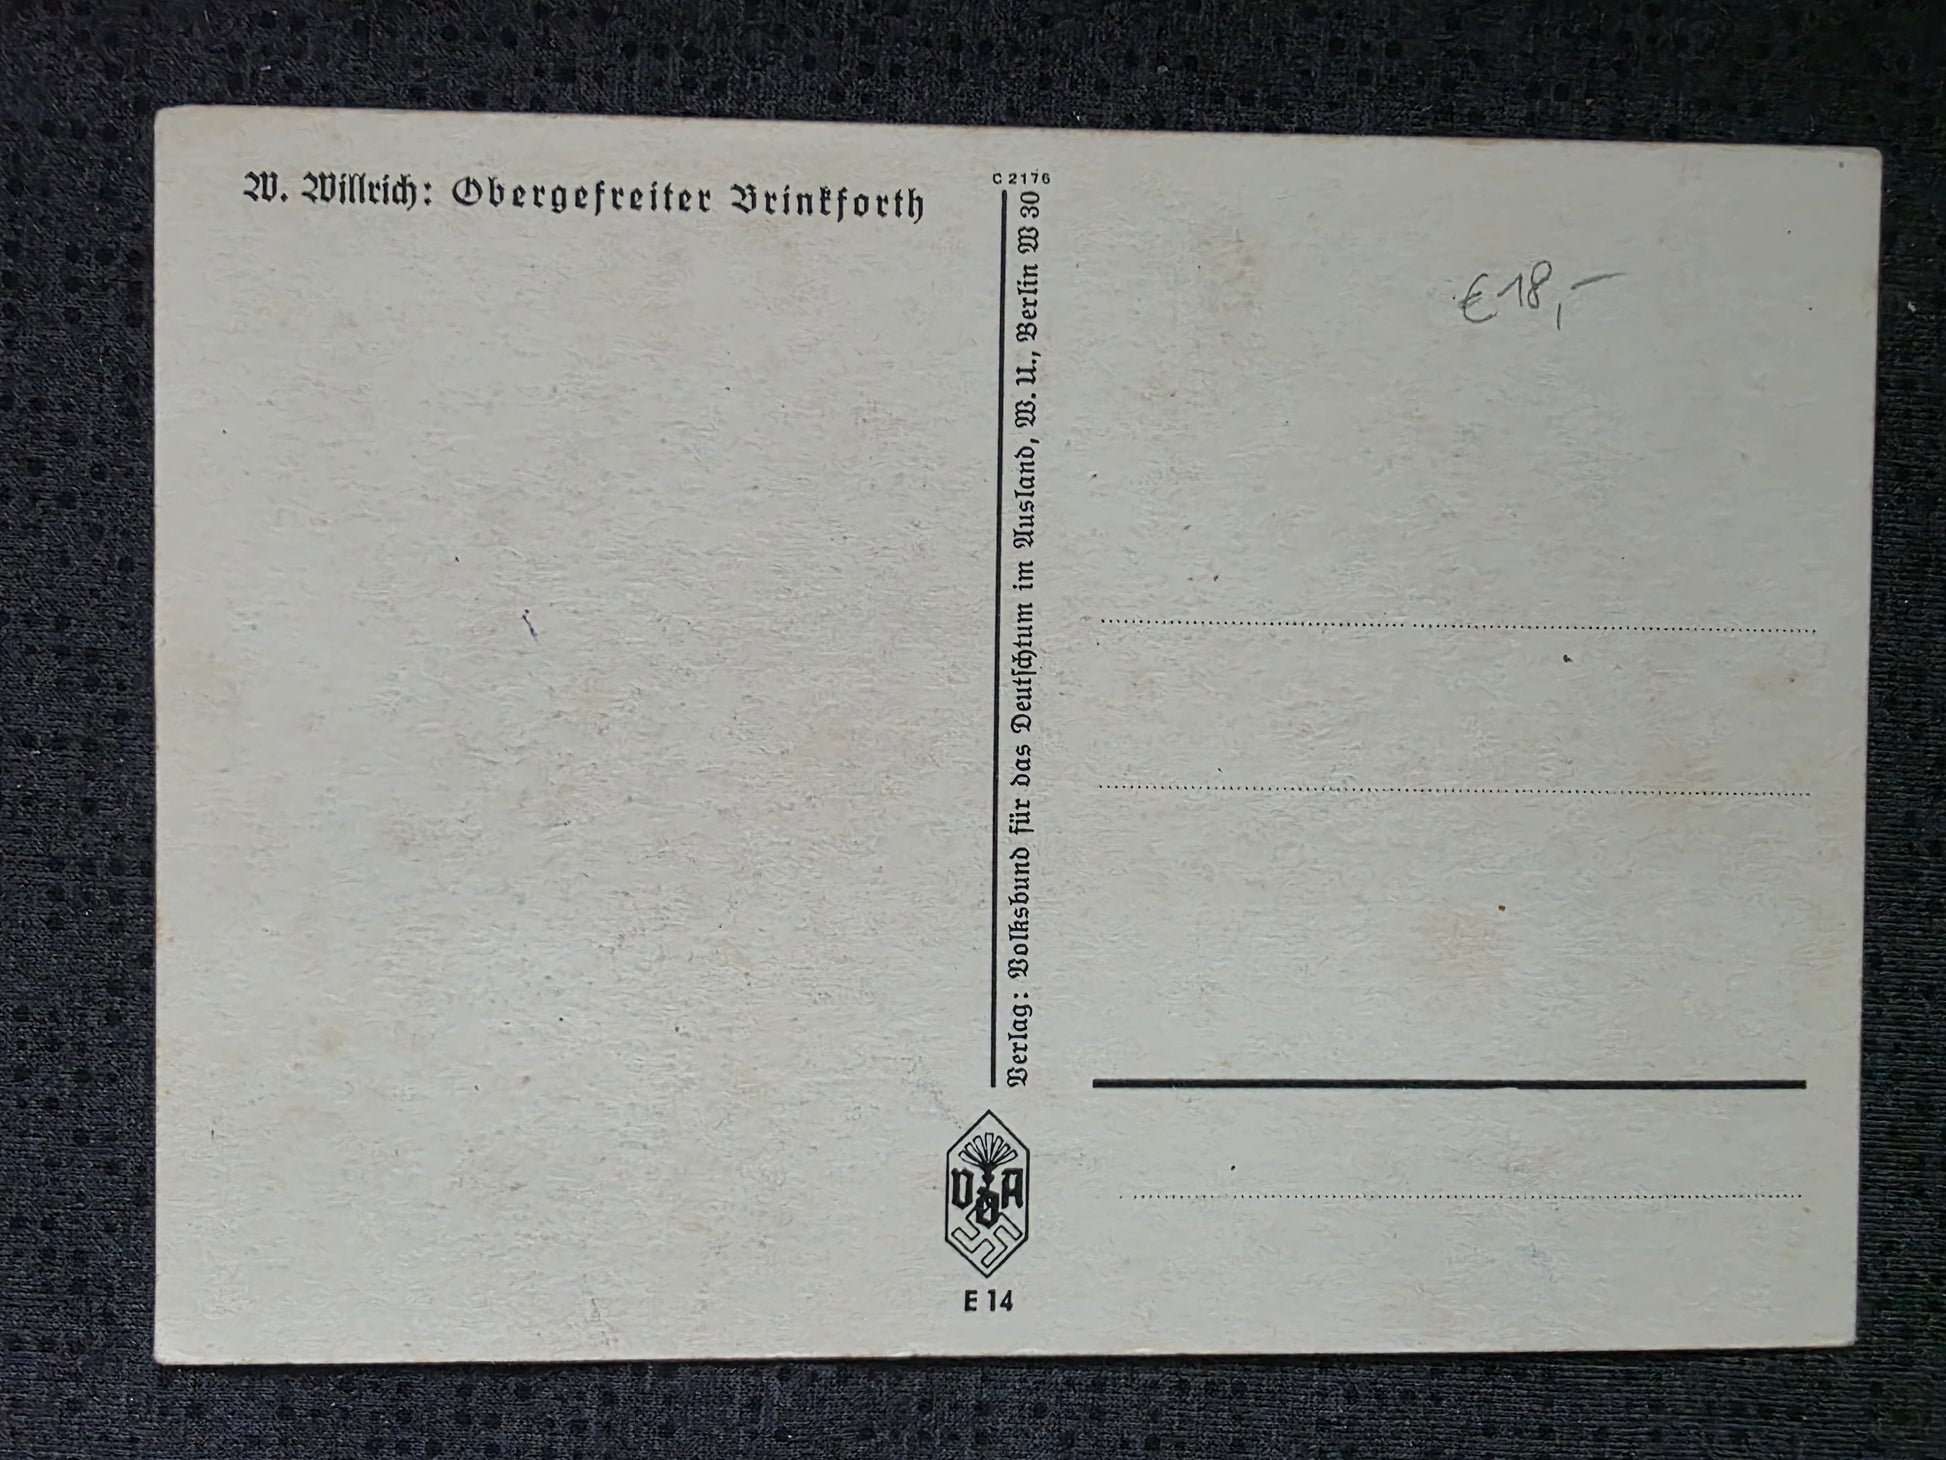 W. Willrich: Obergefreiter Brinkforth
C 2176
Verlag: Volksbund für das Deutschtum im Ausland, W. U., Berlin W 30
€ 18,-
VDA
E 14